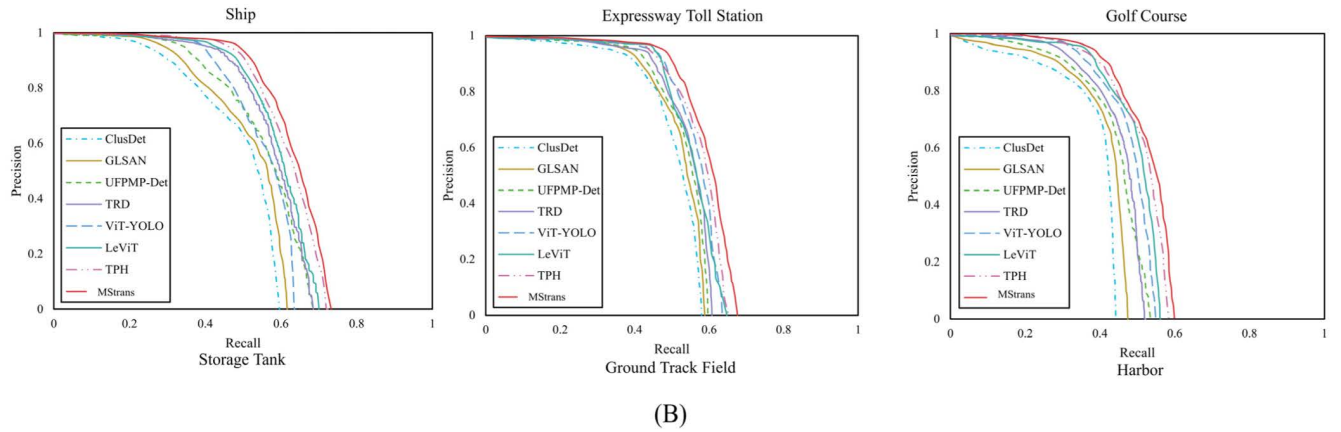 Ship
Expressway Toll Station
Golf Course
1
0.8
0.6
0.4
0.2
0
Precision
ClusDet
GLSAN
UFPMP-Det
TRD
ViT-YOLO
LeViT
TPH
MStrans
0
0.2
0.4
0.6
0.8
1
Recall
Storage Tank
1
0.8
0.6
0.4
0.2
0
Precision
ClusDet
GLSAN
UFPMP-Det
TRD
ViT-YOLO
LeViT
TPH
MStrans
0
0.2
0.4
0.6
0.8
1
Recall
Ground Track Field
1
0.8
0.6
0.4
0.2
0
Precision
ClusDet
GLSAN
UFPMP-Det
TRD
ViT-YOLO
LeViT
TPH
MStrans
0
0.2
0.4
0.6
0.8
1
Recall
Harbor
(B)